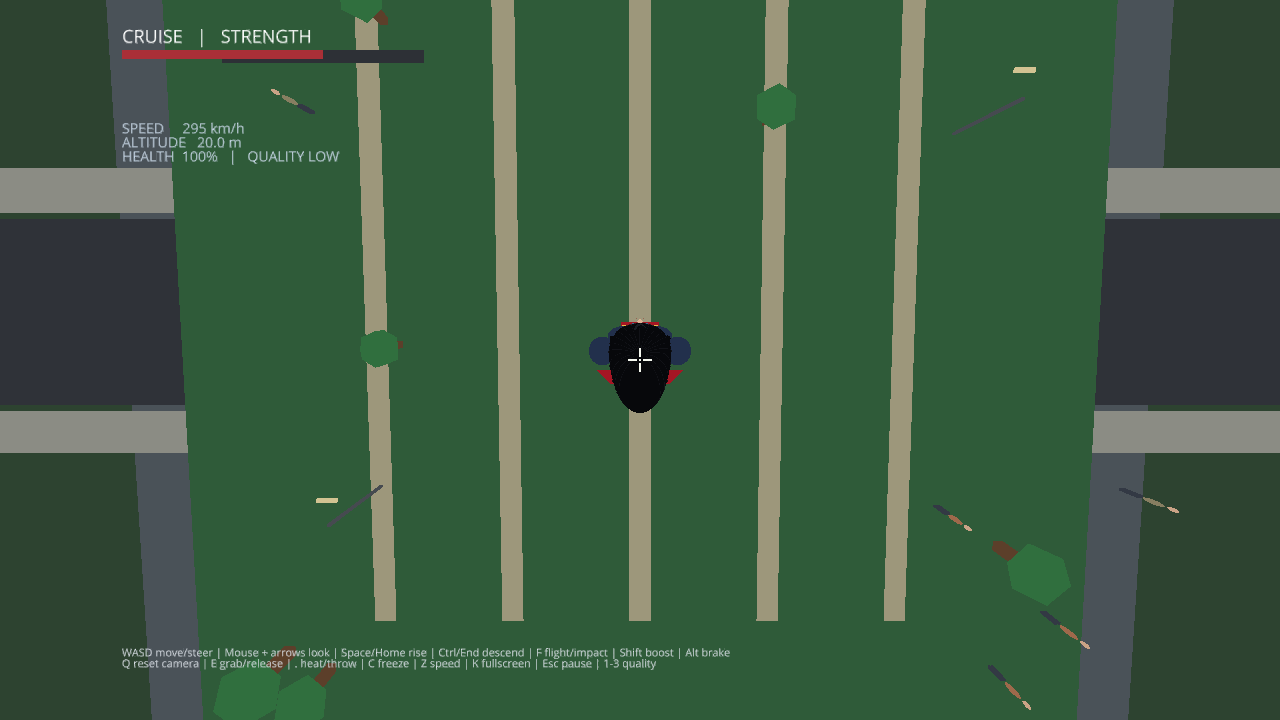 CRUISE | STRENGTH
SPEED 295 km/h
ALTITUDE 20.0 m
HEALTH 100% | QUALITY LOW
WASD move/steer | Mouse + arrows look | Space/Home rise | Ctrl/End descend | F flight/impact | Shift boost | Alt brake
Q reset camera | E grab/release | . heat/throw | C freeze | Z speed | K fullscreen | Esc pause | 1-3 quality